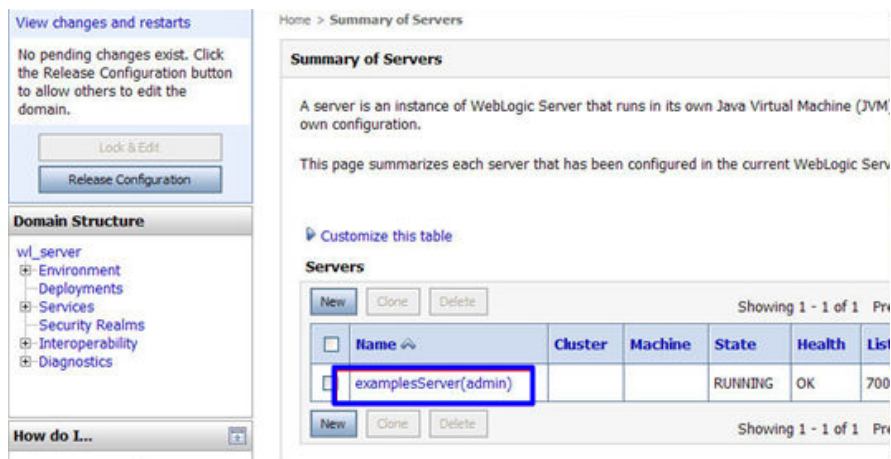 View changes and restarts
No pending changes exist. Click
the Release Configuration button
to allow others to edit the
domain.
Lock & Edit
Release Configuration
Domain Structure
wl_server
Environment
Deployments
Services
Security Realms
Interoperability
Diagnostics
How do I...
Home > Summary of Servers
Summary of Servers
A server is an instance of WebLogic Server that runs in its own Java Virtual Machine (JVM)
own configuration.
This page summarizes each server that has been configured in the current WebLogic Serv
Customize this table
Servers
New Clone Delete Showing 1 - 1 of 1 Pre
Name Cluster Machine State Health List
examplesServer(admin) RUNNING OK 700
New Clone Delete Showing 1 - 1 of 1 Pre